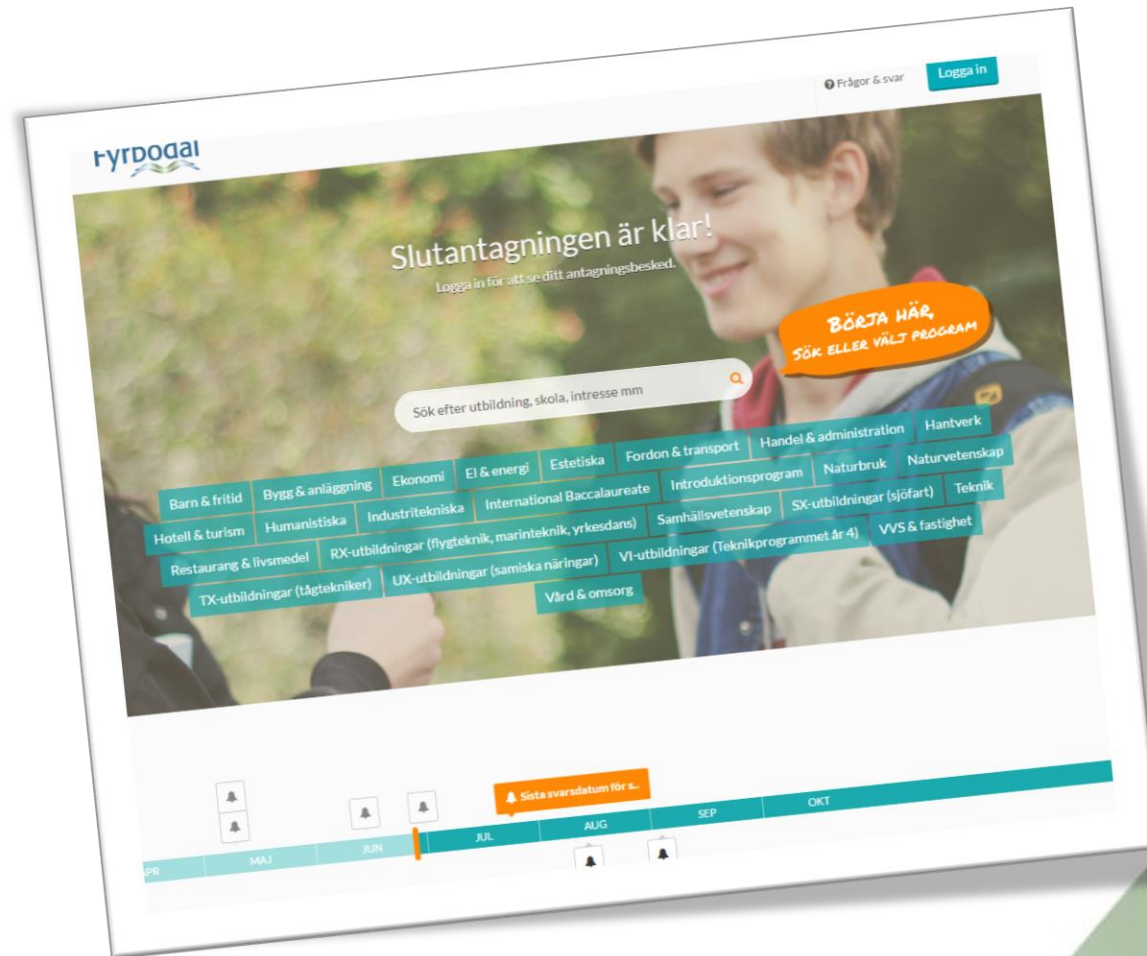 Frågor & svar
Logga in
Fyrbodal
Slutantagningen är klar!
Logga in för att se ditt antagningsbesked.
BÖRJA HÄR,
SÖK ELLER VÄLJ PROGRAM
Sök efter utbildning, skola, intresse mm
Barn & fritid Bygg & anläggning Ekonomi El & energi Estetiska Fordon & transport Handel & administration Hantverk
Hotell & turism Humanistiska Industritekniska International Baccalaureate Introduktionsprogram Naturbruk Naturvetenskap
Restaurang & livsmedel RX-utbildningar (flygteknik, marinteknik, yrkesdans) Samhällsvetenskap SX-utbildningar (sjöfart) Teknik
TX-utbildningar (tågtekniker) UX-utbildningar (samiska näringar) VI-utbildningar (Teknikprogrammet år 4) VVS & fastighet
Vård & omsorg
Sista svarsdatum för s..
APR MAJ JUN JUL AUG SEP OKT